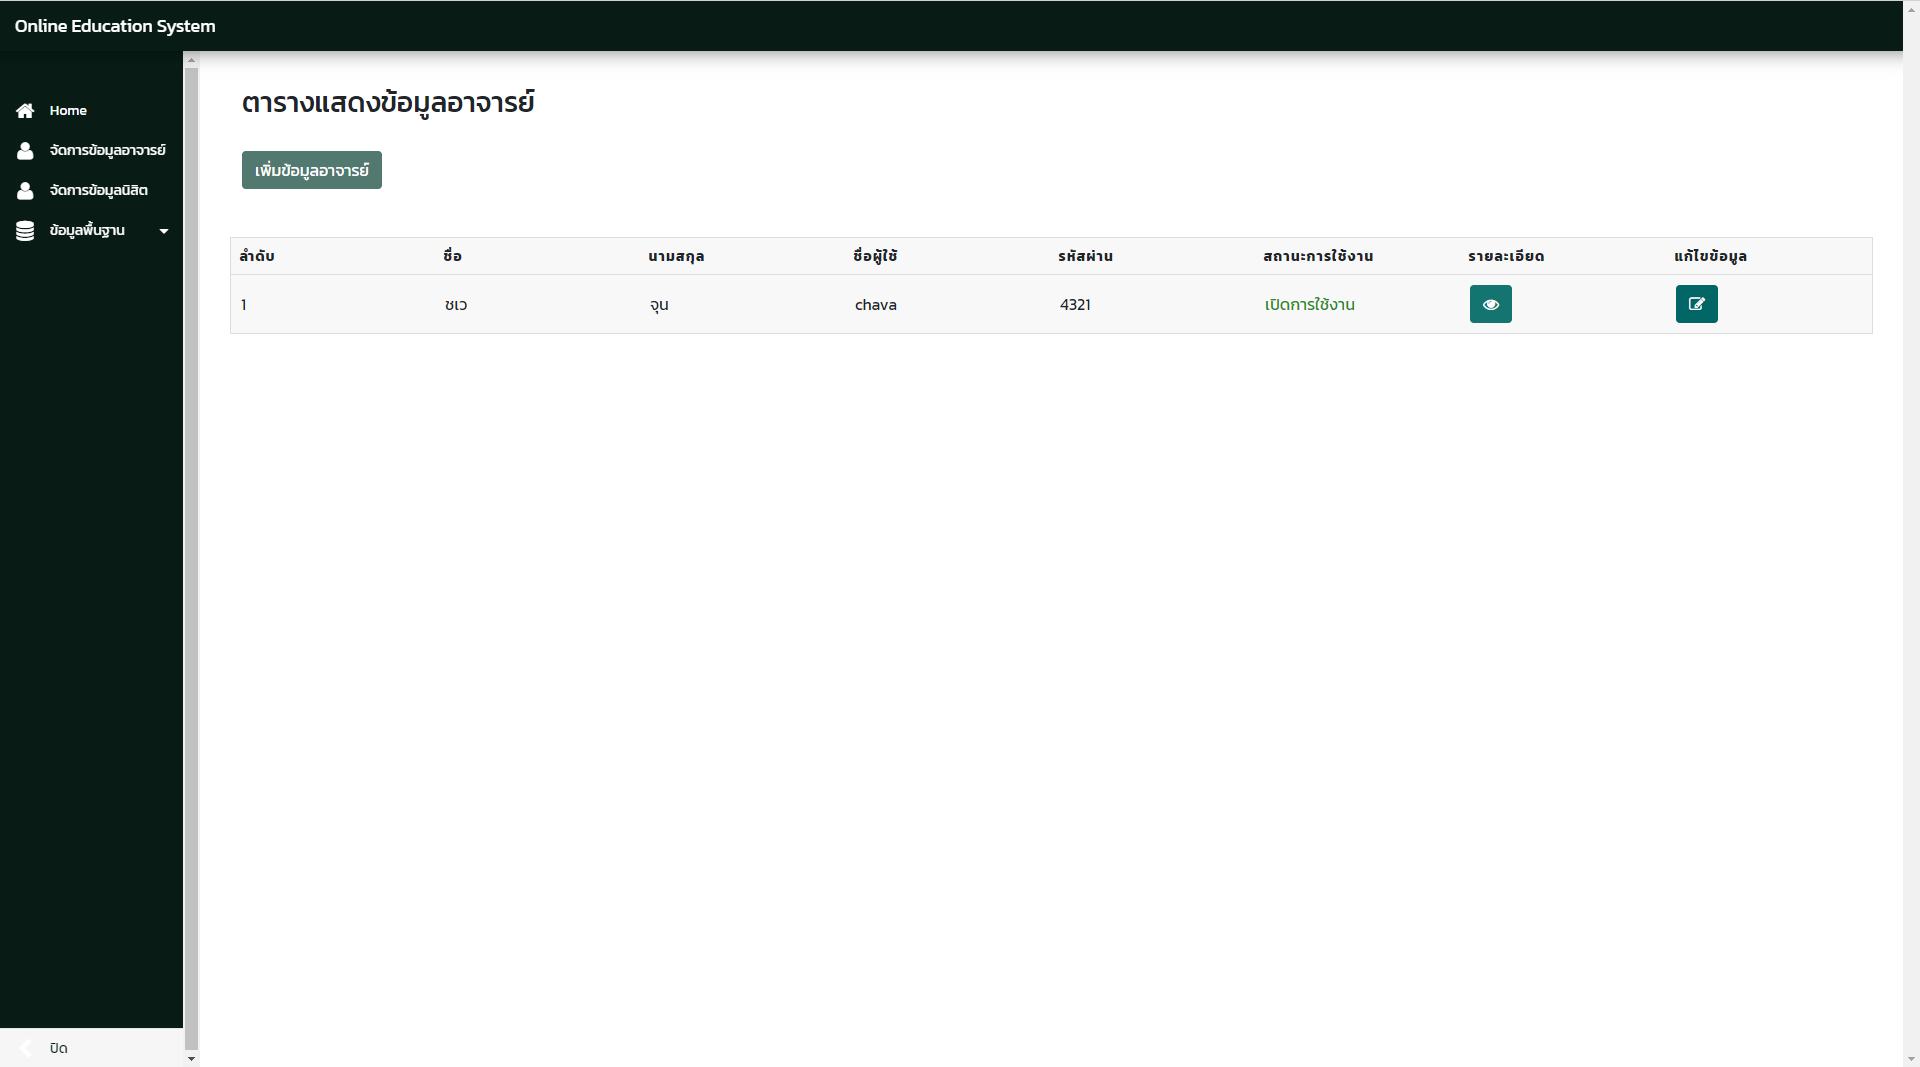 Online Education System
Home
จัดการข้อมูลอาจารย์
จัดการข้อมูลนิสิต
ข้อมูลพื้นฐาน
ปิด
ตารางแสดงข้อมูลอาจารย์
เพิ่มข้อมูลอาจารย์
ลำดับ ชื่อ นามสกุล ชื่อผู้ใช้ รหัสผ่าน สถานะการใช้งาน รายละเอียด แก้ไขข้อมูล
1 ชเว จุน chava 4321 เปิดการใช้งาน